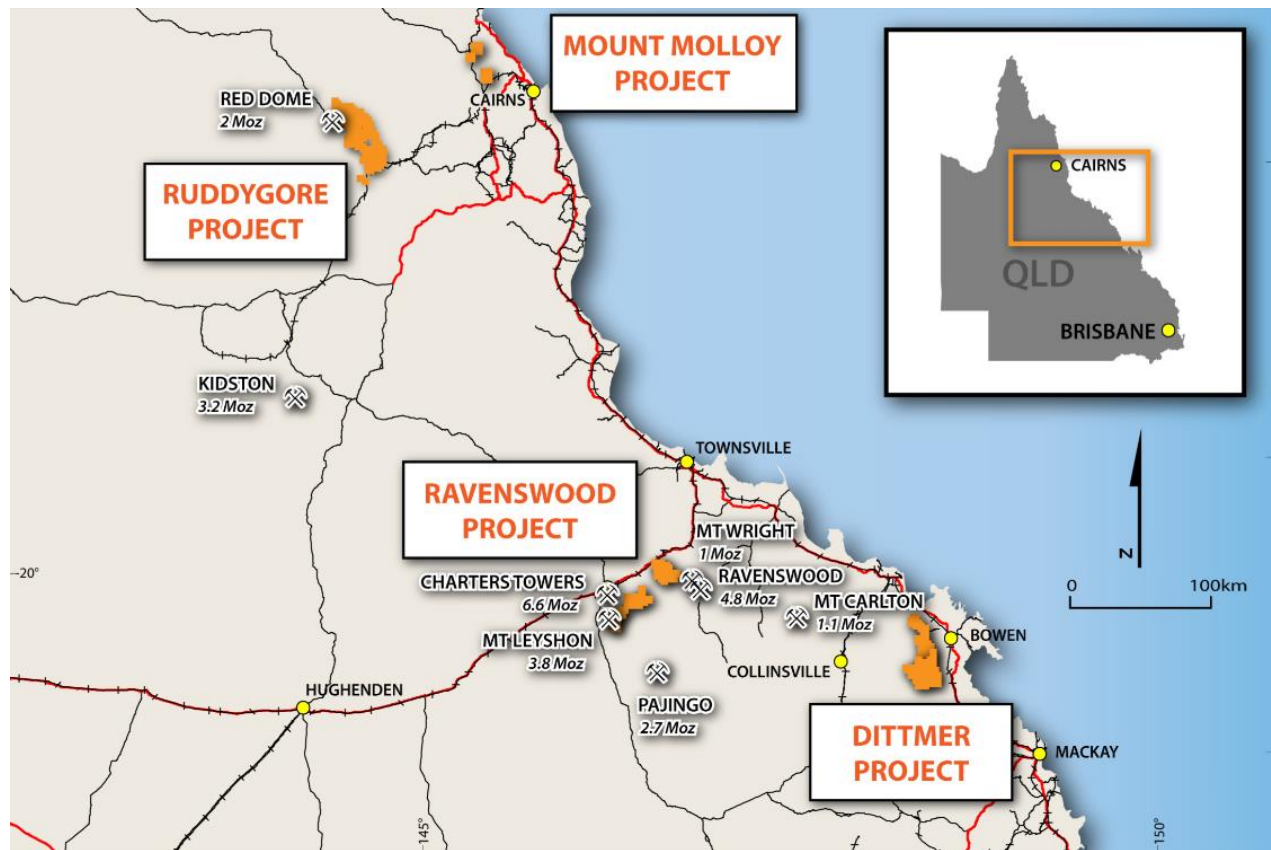 MOUNT MOLLOY
PROJECT
CAIRNS
RED DOME
2 Moz
RUDDYGORE
PROJECT
CAIRNS
QLD
BRISBANE
KIDSTON
3.2 Moz
TOWNSVILLE
RAVENSWOOD
PROJECT
MT WRIGHT
1 Moz
N
-20°
CHARTERS TOWERS
6.6 Moz
RAVENSWOOD
4.8 Moz
MT CARLTON
1.1 Moz
0 100km
MT LEYSHON
3.8 Moz
BOWEN
COLLINSVILLE
HUGHENDEN
PAJINGO
2.7 Moz
DITTMER
PROJECT
MACKAY
145°
150°